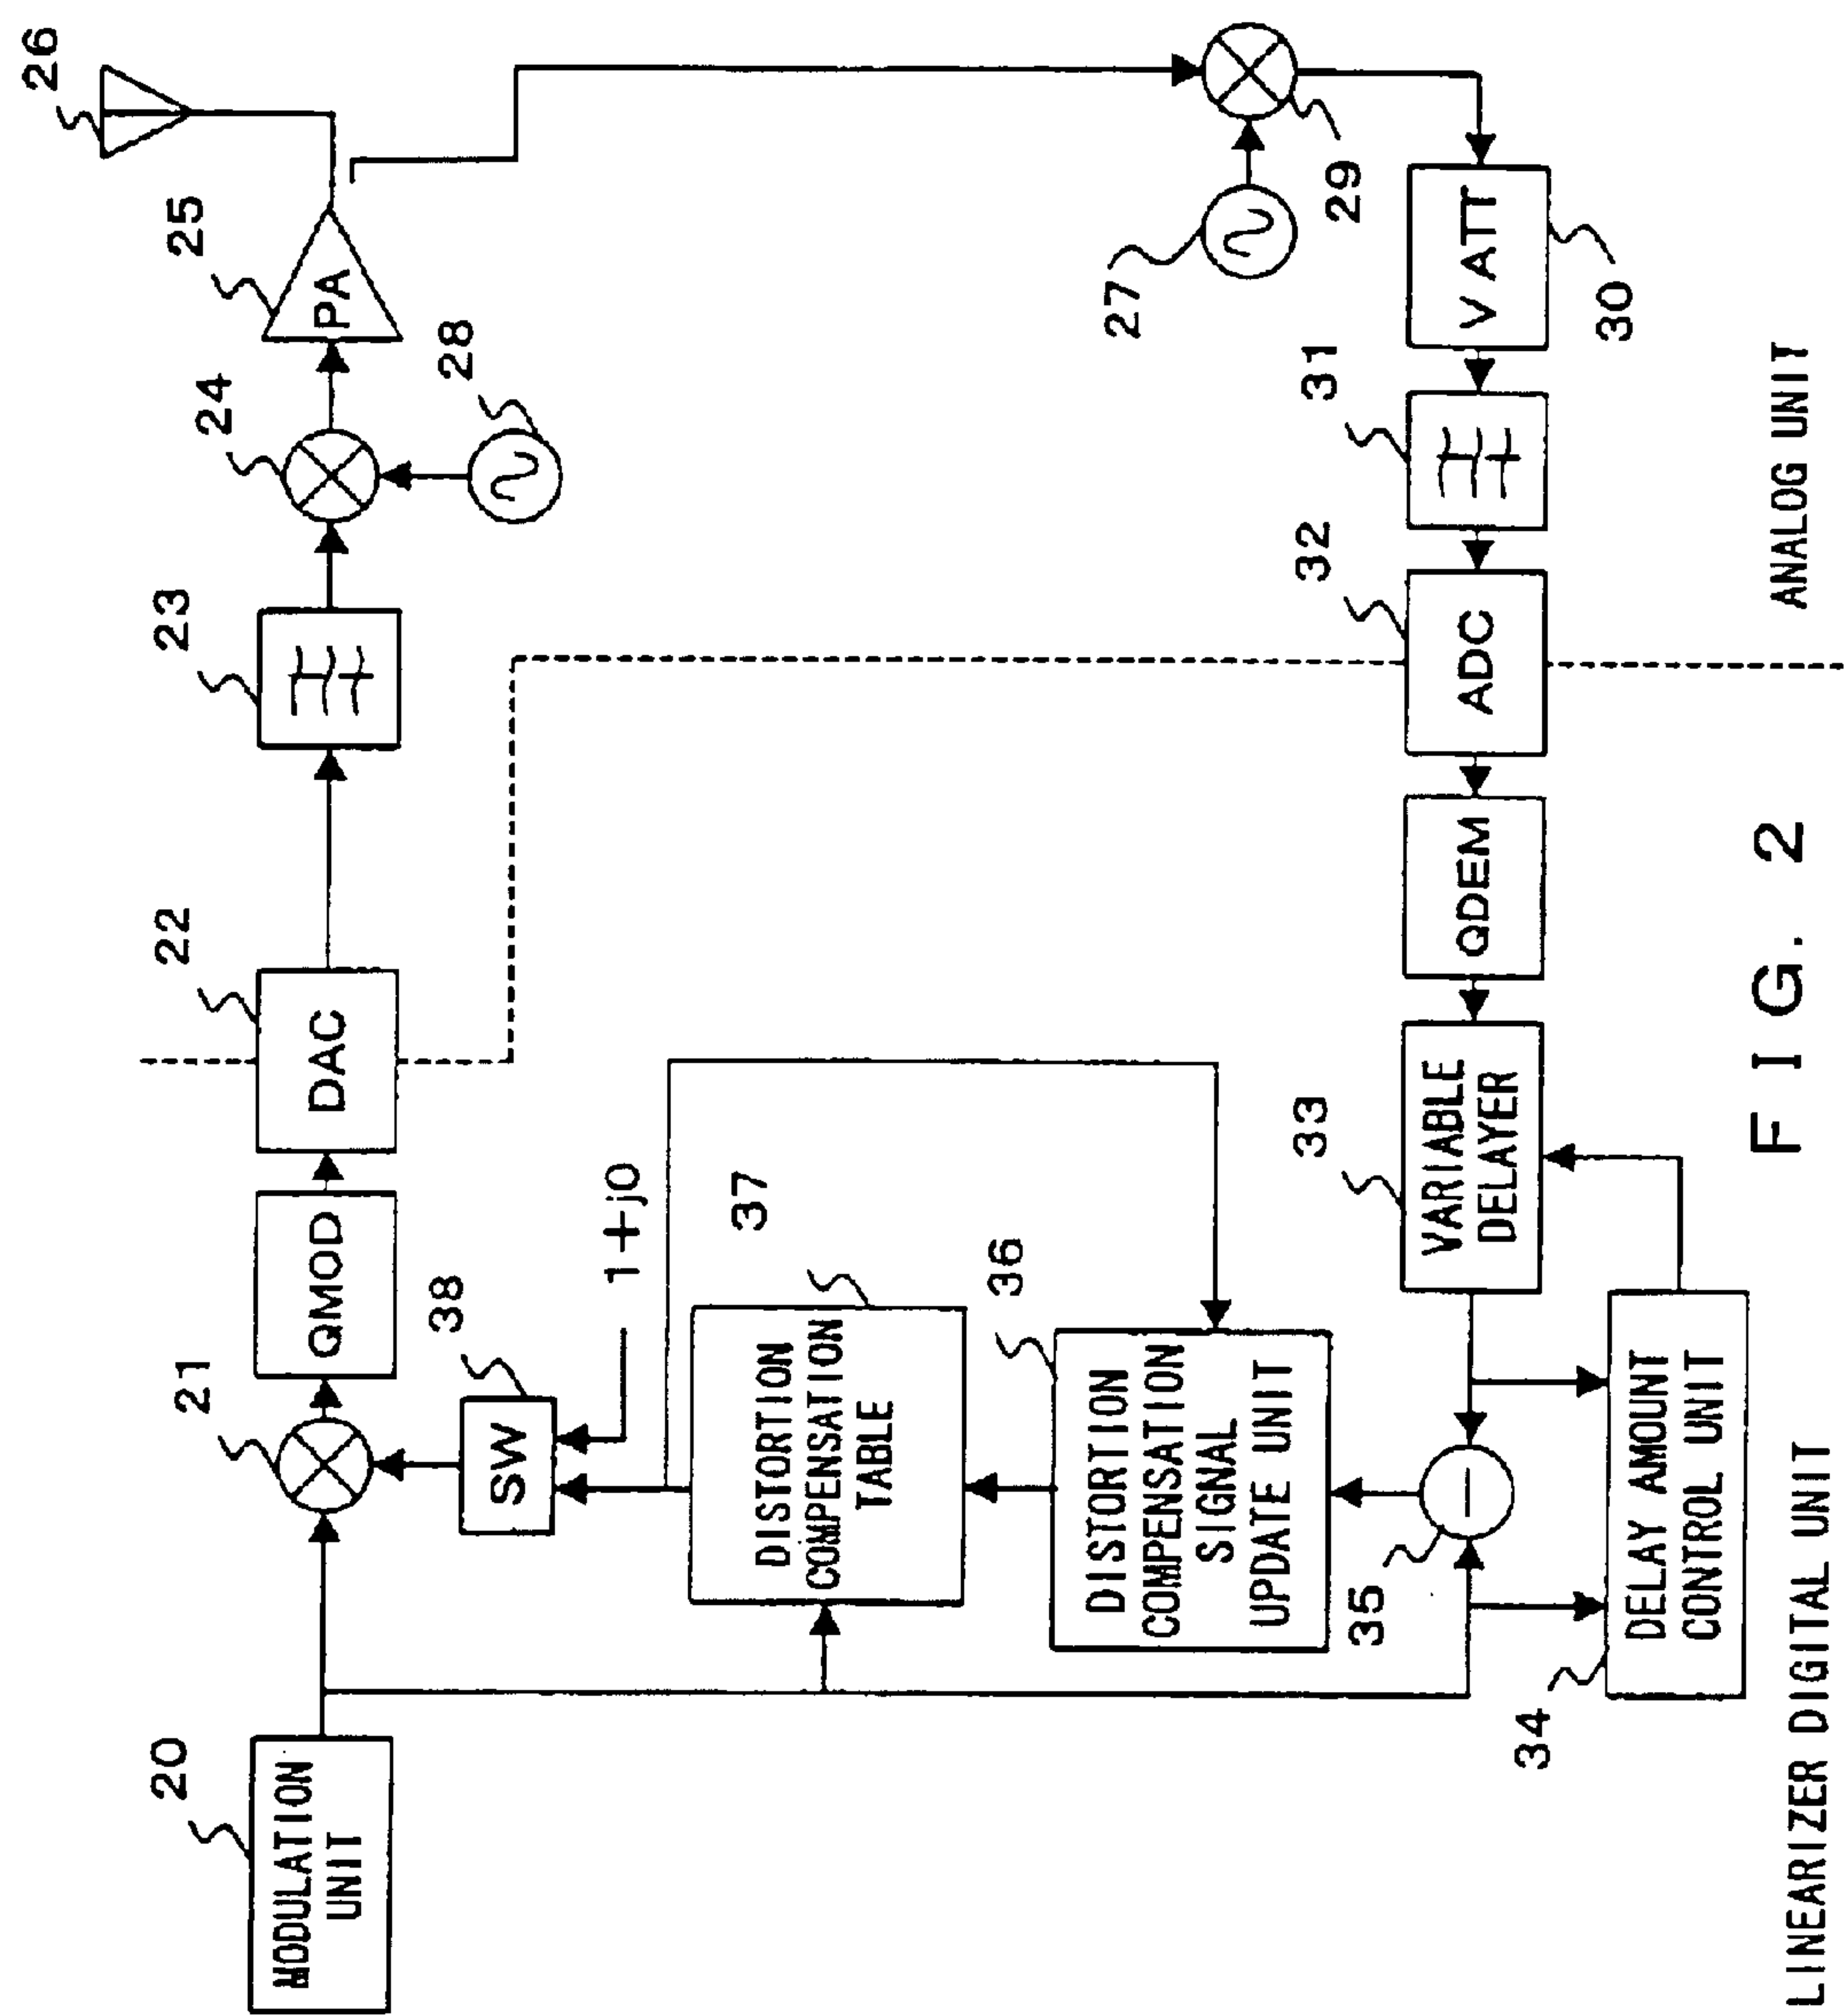 26
25
PA
24
28
23
22
DAC
QMOD
21
20
MODULATION
UNIT
38
SW
1+j0
37
DISTORTION
COMPENSATION
TABLE
36
DISTORTION
COMPENSATION
SIGNAL
UPDATE UNIT
35
27
29
V ATT
30
31
32
ADC
QDEM
33
VARIABLE
DELAYER
34
DELAY AMOUNT
CONTROL UNIT
LINEARIZER DIGITAL UNIT
ANALOG UNIT
FIG. 2